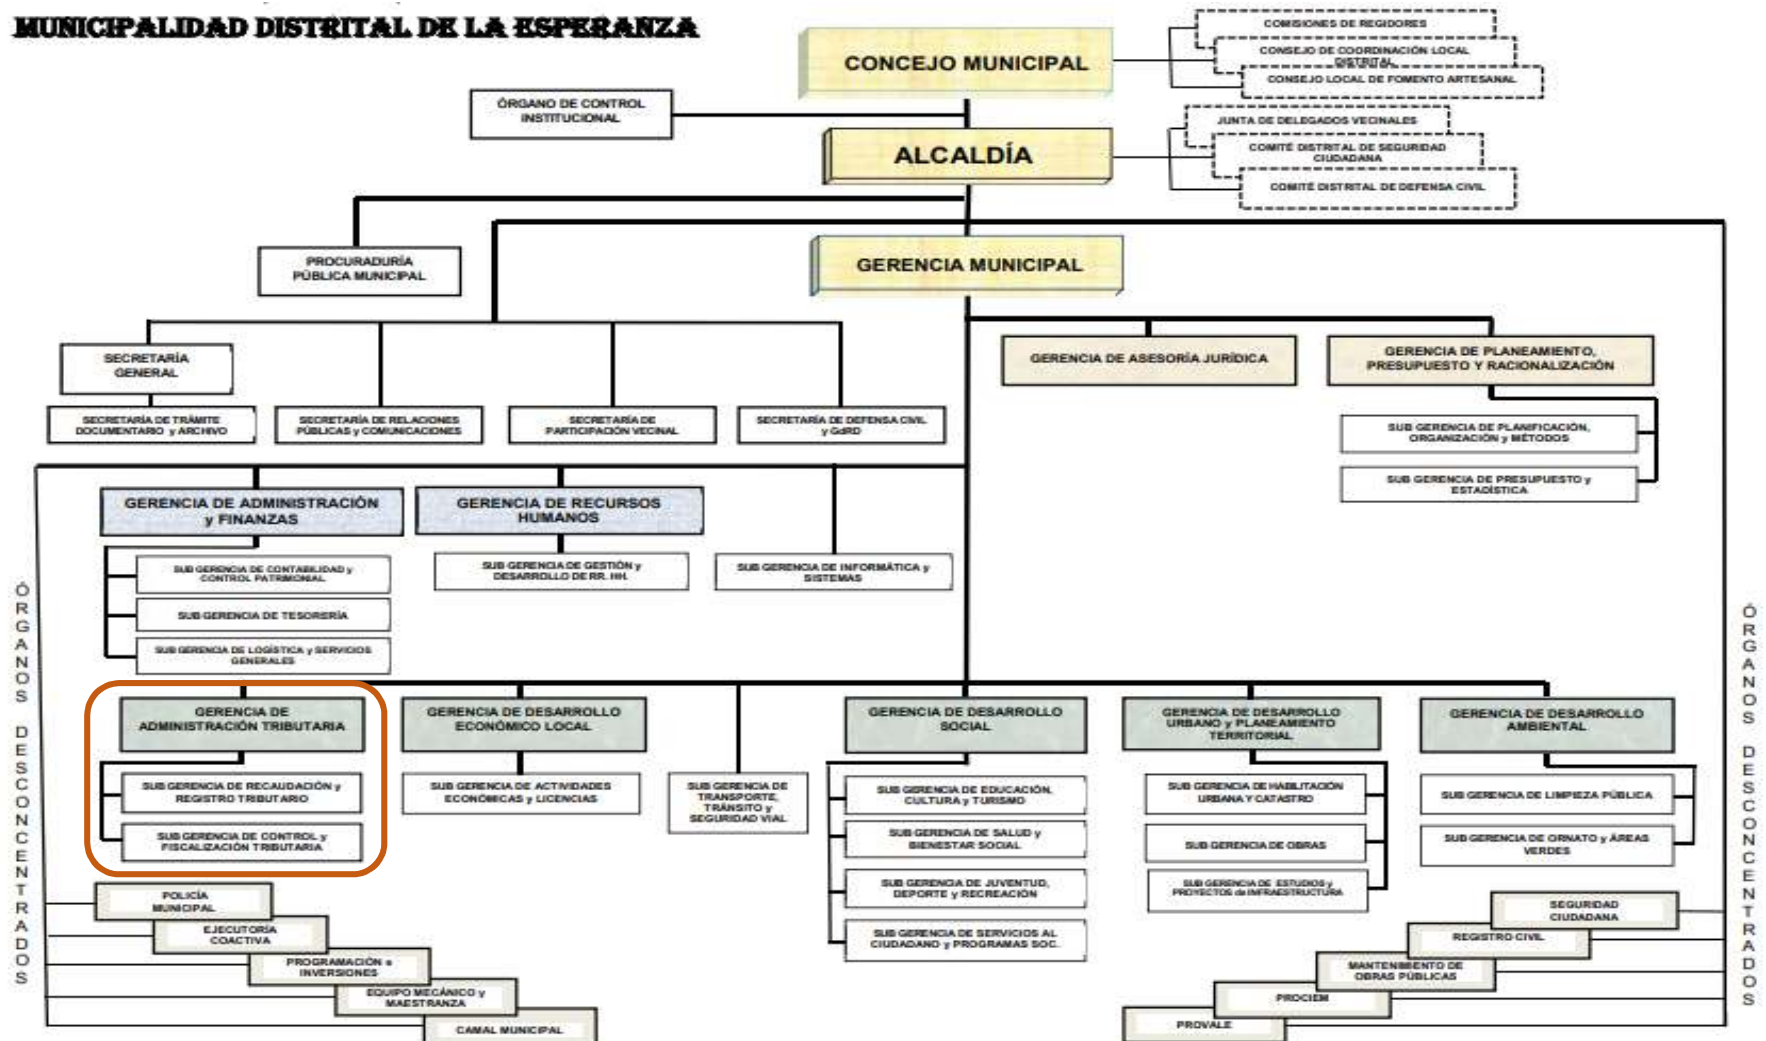 MUNICIPALIDAD DISTRITAL DE LA ESPERANZA
CONCEJO MUNICIPAL
COMISIONES DE REGIDORES
CONSEJO DE COORDINACIÓN LOCAL
DISTRITAL
CONSEJO LOCAL DE FOMENTO ARTESANAL
ÓRGANO DE CONTROL
INSTITUCIONAL
ALCALDÍA
JUNTA DE DELEGADOS VECINALES
COMITÉ DISTRITAL DE SEGURIDAD
CIUDADANA
COMITÉ DISTRITAL DE DEFENSA CIVIL
PROCURADURÍA
PÚBLICA MUNICIPAL
GERENCIA MUNICIPAL
SECRETARÍA
GENERAL
GERENCIA DE ASESORÍA JURÍDICA
GERENCIA DE PLANEAMIENTO,
PRESUPUESTO Y RACIONALIZACIÓN
SECRETARÍA DE TRÁMITE
DOCUMENTARIO y ARCHIVO
SECRETARÍA DE RELACIONES
PÚBLICAS y COMUNICACIONES
SECRETARÍA DE
PARTICIPACIÓN VECINAL
SECRETARÍA DE DEFENSA CIVIL
y GdRD
SUB GERENCIA DE PLANIFICACIÓN,
ORGANIZACIÓN y MÉTODOS
SUB GERENCIA DE PRESUPUESTO y
ESTADÍSTICA
GERENCIA DE ADMINISTRACIÓN
y FINANZAS
GERENCIA DE RECURSOS
HUMANOS
SUB GERENCIA DE CONTABILIDAD y
CONTROL PATRIMONIAL
SUB GERENCIA DE GESTIÓN y
DESARROLLO DE RR. HH.
SUB GERENCIA DE INFORMÁTICA y
SISTEMAS
SUB GERENCIA DE TESORERÍA
SUB GERENCIA DE LOGÍSTICA y SERVICIOS
GENERALES
ÓRGANOS DESCONCENTRADOS
ÓRGANOS DESCONCENTRADOS
GERENCIA DE
ADMINISTRACIÓN TRIBUTARIA
GERENCIA DE DESARROLLO
ECONÓMICO LOCAL
GERENCIA DE DESARROLLO
SOCIAL
GERENCIA DE DESARROLLO
URBANO y PLANEAMIENTO
TERRITORIAL
GERENCIA DE DESARROLLO
AMBIENTAL
SUB GERENCIA DE RECAUDACIÓN y
REGISTRO TRIBUTARIO
SUB GERENCIA DE CONTROL y
FISCALIZACIÓN TRIBUTARIA
SUB GERENCIA DE ACTIVIDADES
ECONÓMICAS y LICENCIAS
SUB GERENCIA DE
TRANSPORTE,
TRÁNSITO y
SEGURIDAD VIAL
SUB GERENCIA DE EDUCACIÓN,
CULTURA y TURISMO
SUB GERENCIA DE SALUD y
BIENESTAR SOCIAL
SUB GERENCIA DE JUVENTUD,
DEPORTE y RECREACIÓN
SUB GERENCIA DE SERVICIOS AL
CIUDADANO y PROGRAMAS SOC.
SUB GERENCIA DE HABILITACIÓN
URBANA Y CATASTRO
SUB GERENCIA DE OBRAS
SUB GERENCIA DE ESTUDIOS y
PROYECTOS de INFRAESTRUCTURA
SUB GERENCIA DE LIMPIEZA PÚBLICA
SUB GERENCIA DE ORNATO y ÁREAS
VERDES
POLICÍA
MUNICIPAL
EJECUTORÍA
COACTIVA
PROGRAMACIÓN e
INVERSIONES
EQUIPO MECÁNICO y
MAESTRANZA
CAMAL MUNICIPAL
SEGURIDAD
CIUDADANA
REGISTRO CIVIL
MANTENIMIENTO DE
OBRAS PÚBLICAS
PROCIEM
PROVALE